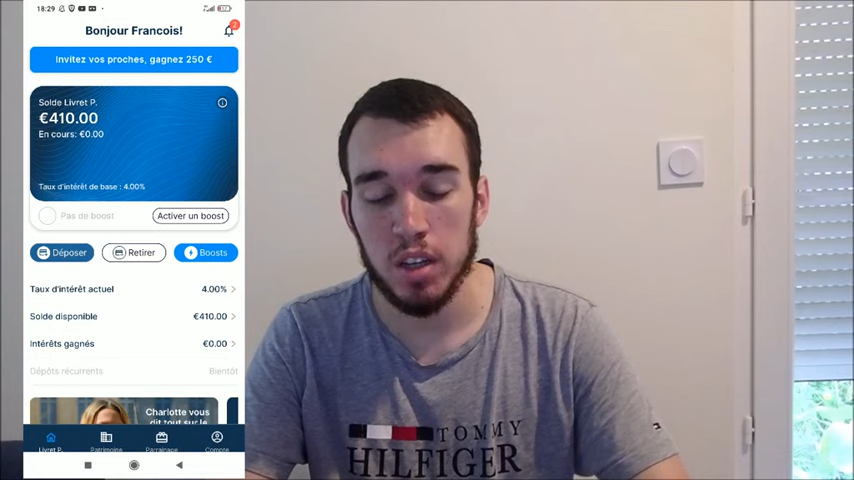 18:29
Bonjour Francois!
2
Invitez vos proches, gagnez 250 €
Solde Livret P.
€410.00
En cours: €0.00
Taux d'intérêt de base : 4.00%
Pas de boost
Activer un boost
Déposer
Retirer
Boosts
Taux d'intérêt actuel 4.00%
Solde disponible €410.00
Intérêts gagnés €0.00
Dépôts récurrents Bientôt
Charlotte vous
dit tout sur le
Livret P.
Patrimoine
Parrainage
Compte
TOMMY
HILFIGER